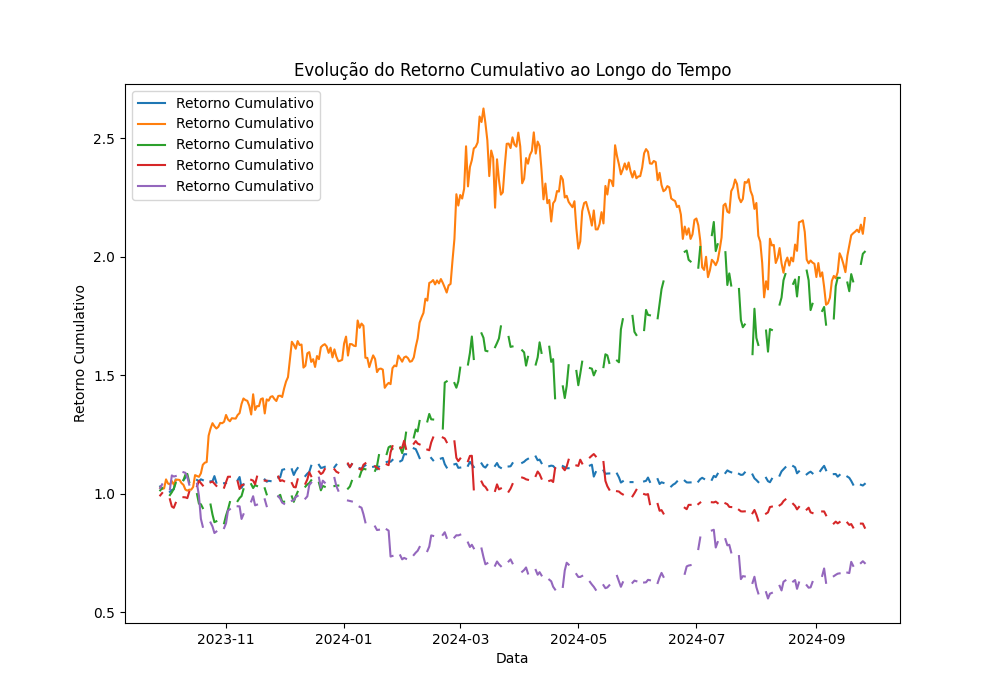 Evolução do Retorno Cumulativo ao Longo do Tempo
Retorno Cumulativo
Retorno Cumulativo
Retorno Cumulativo
Retorno Cumulativo
Retorno Cumulativo
Retorno Cumulativo
2.5
2.0
1.5
1.0
0.5
2023-11
2024-01
2024-03
2024-05
2024-07
2024-09
Data